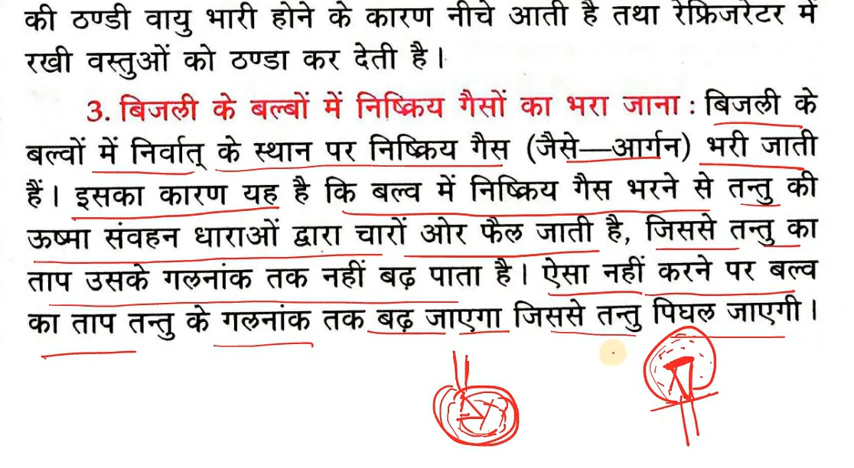 की ठण्डी वायु भारी होने के कारण नीचे आती है तथा रेफ्रिजरेटर में
रखी वस्तुओं को ठण्डा कर देती है।
3. बिजली के बल्बों में निष्क्रिय गैसों का भरा जाना : बिजली के
बल्वों में निर्वात् के स्थान पर निष्क्रिय गैस (जैसे—आर्गन) भरी जाती
हैं। इसका कारण यह है कि बल्व में निष्क्रिय गैस भरने से तन्तु की
ऊष्मा संवहन धाराओं द्वारा चारों ओर फैल जाती है, जिससे तन्तु का
ताप उसके गलनांक तक नहीं बढ़ पाता है। ऐसा नहीं करने पर बल्व
का ताप तन्तु के गलनांक तक बढ़ जाएगा जिससे तन्तु पिघल जाएगी।